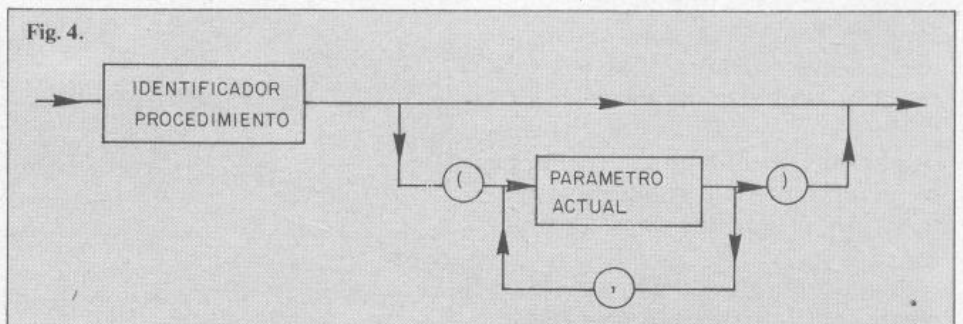 Fig. 4.
IDENTIFICADOR
PROCEDIMIENTO
(
PARAMETRO
ACTUAL
)
,